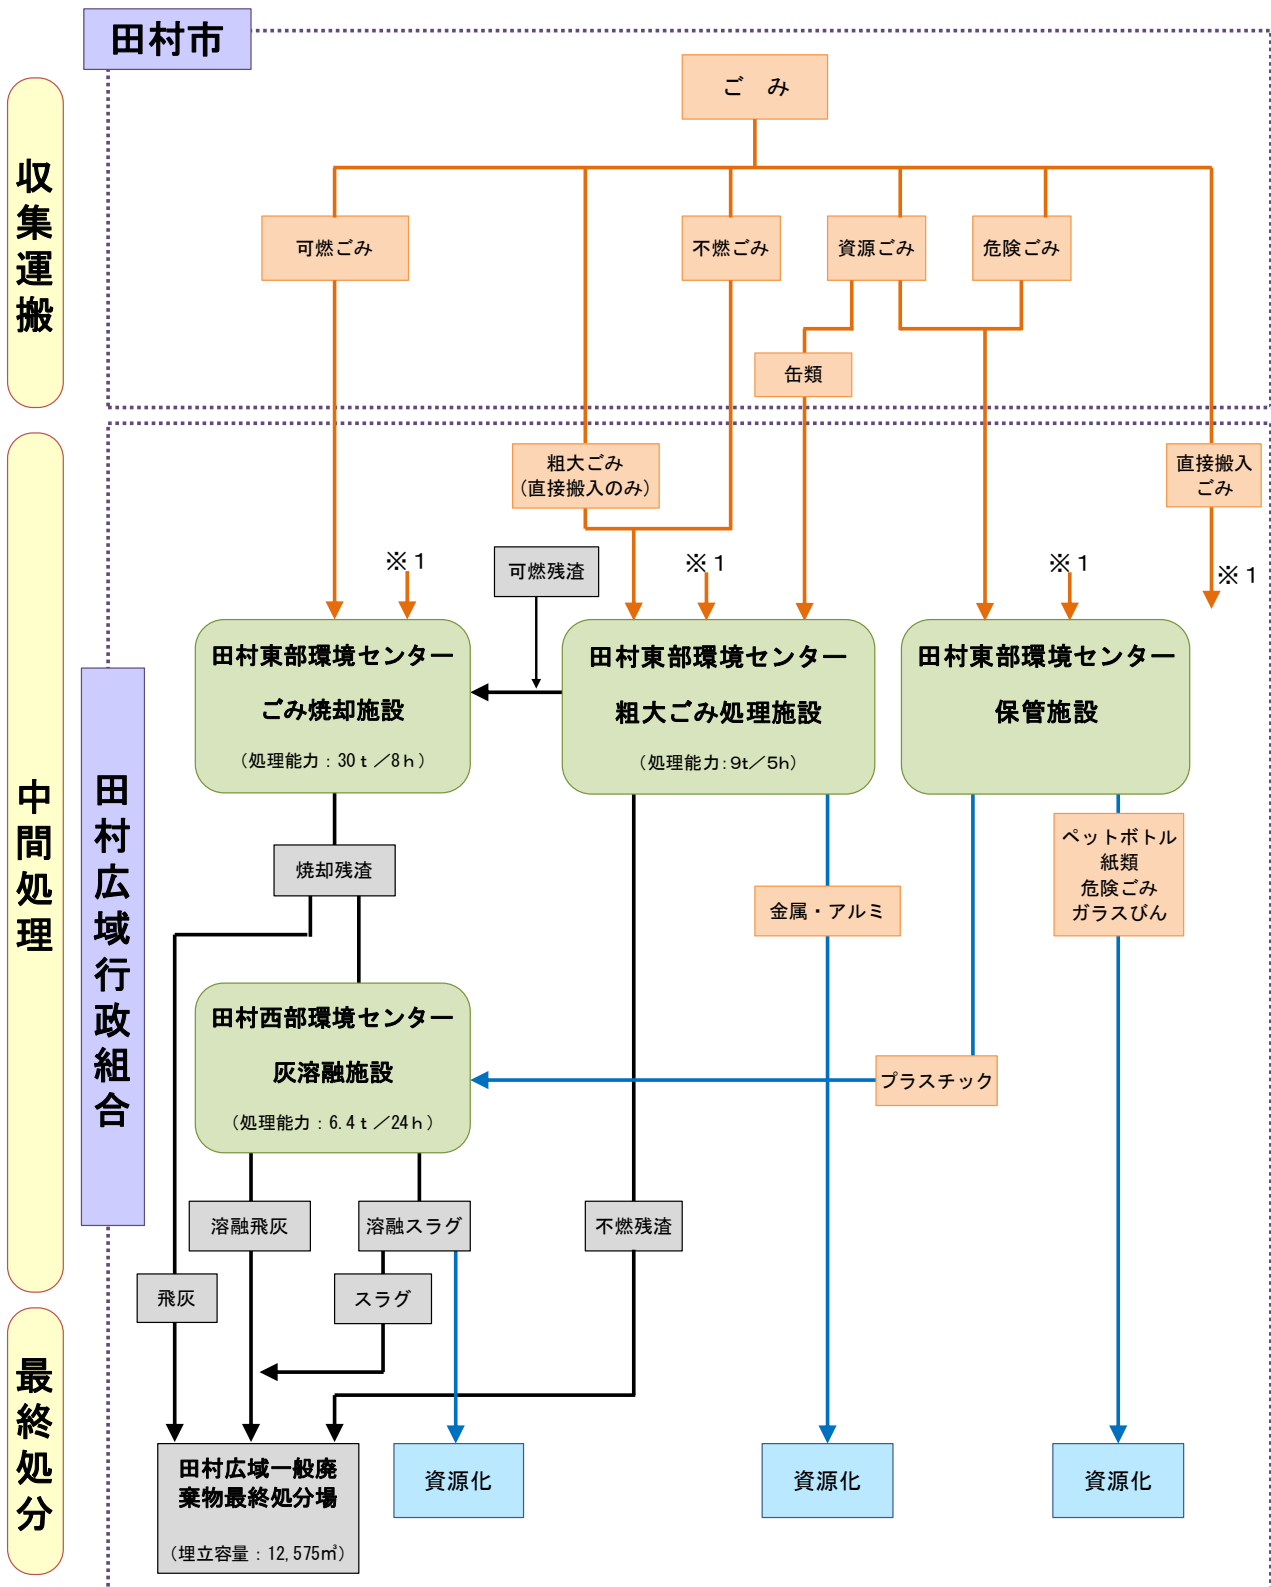 田村市
収集運搬
ご　み
可燃ごみ
不燃ごみ
資源ごみ
危険ごみ
缶類
中間処理
田村広域行政組合
粗大ごみ
（直接搬入のみ）
直接搬入
ごみ
※１
可燃残渣
※１
※１
※１
田村東部環境センター
ごみ焼却施設
（処理能力：30ｔ／8ｈ）
田村東部環境センター
粗大ごみ処理施設
（処理能力：9t／5h）
田村東部環境センター
保管施設
焼却残渣
金属・アルミ
ペットボトル
紙類
危険ごみ
ガラスびん
田村西部環境センター
灰溶融施設
（処理能力：6.4ｔ／24ｈ）
プラスチック
溶融飛灰
溶融スラグ
不燃残渣
飛灰
スラグ
最終処分
田村広域一般廃
棄物最終処分場
（埋立容量：12,575㎥）
資源化
資源化
資源化